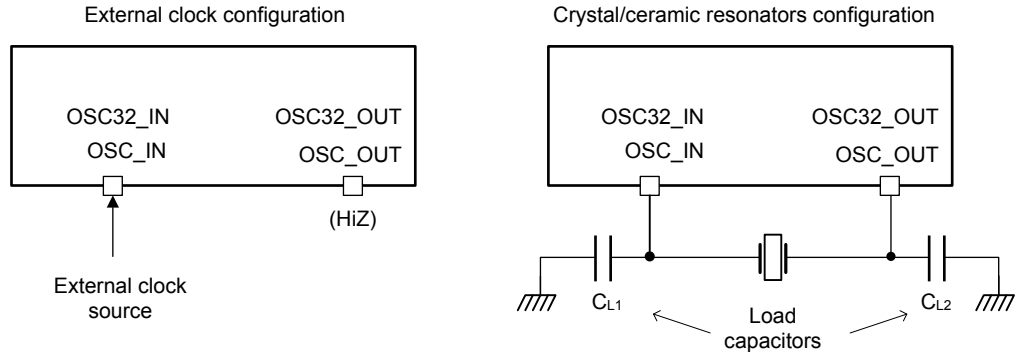 External clock configuration
Crystal/ceramic resonators configuration
OSC32_IN
OSC32_OUT
OSC_IN
OSC_OUT
(HiZ)
External clock
source
OSC32_IN
OSC32_OUT
OSC_IN
OSC_OUT
CL1
CL2
Load
capacitors